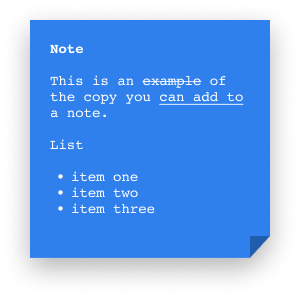 Note
This is an example of
the copy you can add to
a note.
List
• item one
• item two
• item three